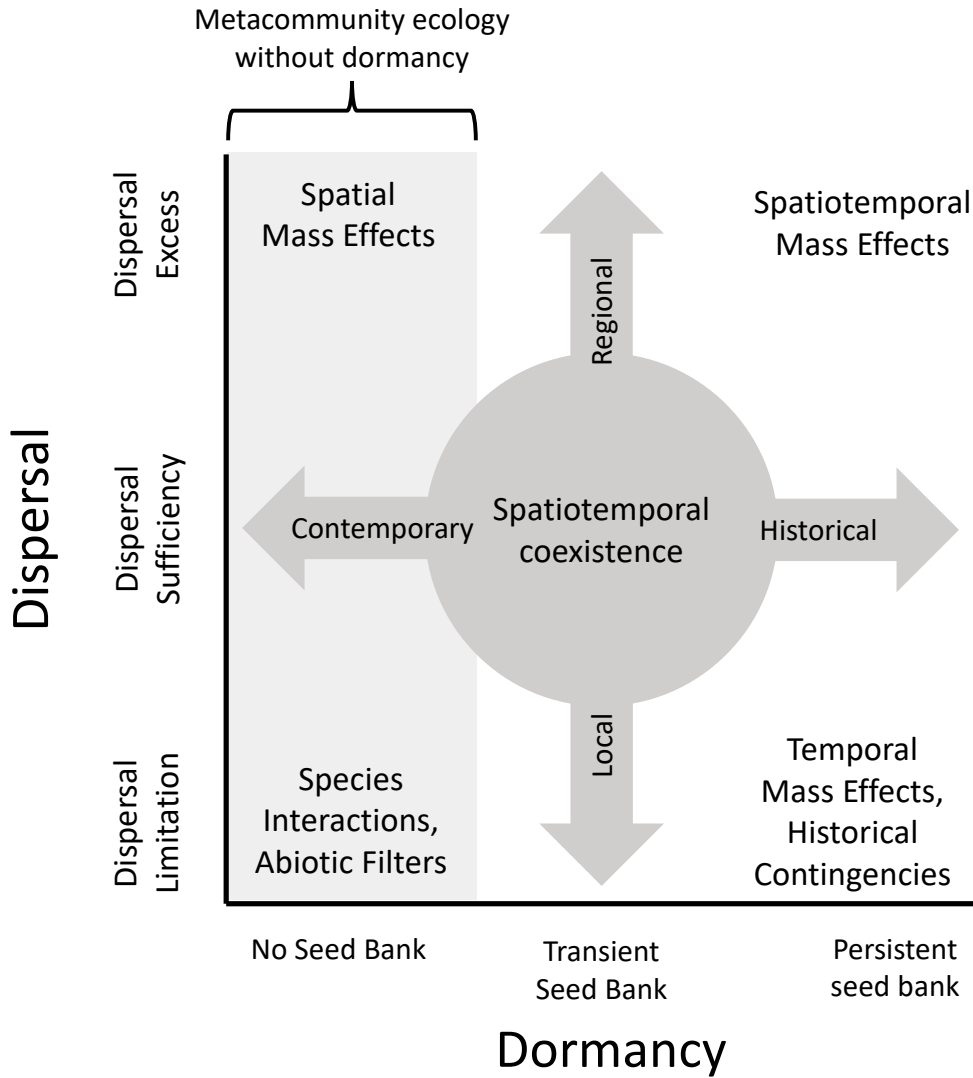 Metacommunity ecology
without dormancy
Dispersal
Excess
Spatial
Mass Effects
Regional
Spatiotemporal
Mass Effects
Dispersal
Dispersal
Sufficiency
Contemporary
Spatiotemporal
coexistence
Historical
Dispersal
Limitation
Species
Interactions,
Abiotic Filters
Local
Temporal
Mass Effects,
Historical
Contingencies
No Seed Bank
Transient
Seed Bank
Persistent
seed bank
Dormancy